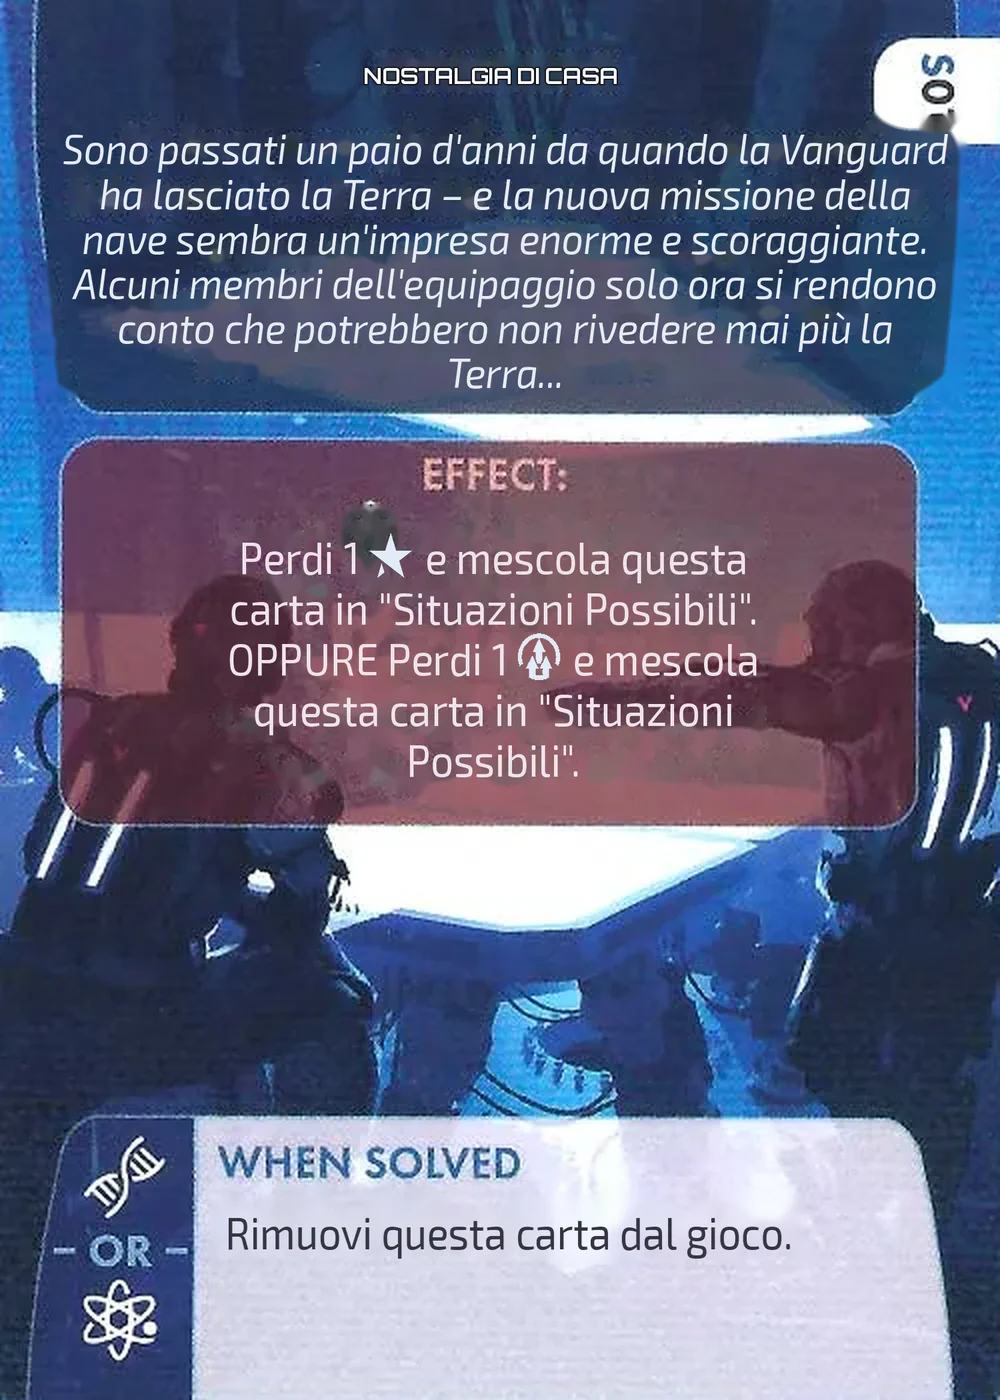 NOSTALGIA DI CASA
Sono passati un paio d'anni da quando la Vanguard
ha lasciato la Terra – e la nuova missione della
nave sembra un'impresa enorme e scoraggiante.
Alcuni membri dell'equipaggio solo ora si rendono
conto che potrebbero non rivedere mai più la
Terra...
EFFECT:
Perdi 1 ★ e mescola questa
carta in "Situazioni Possibili".
OPPURE Perdi 1 e mescola
questa carta in "Situazioni
Possibili".
WHEN SOLVED
Rimuovi questa carta dal gioco.
– OR –